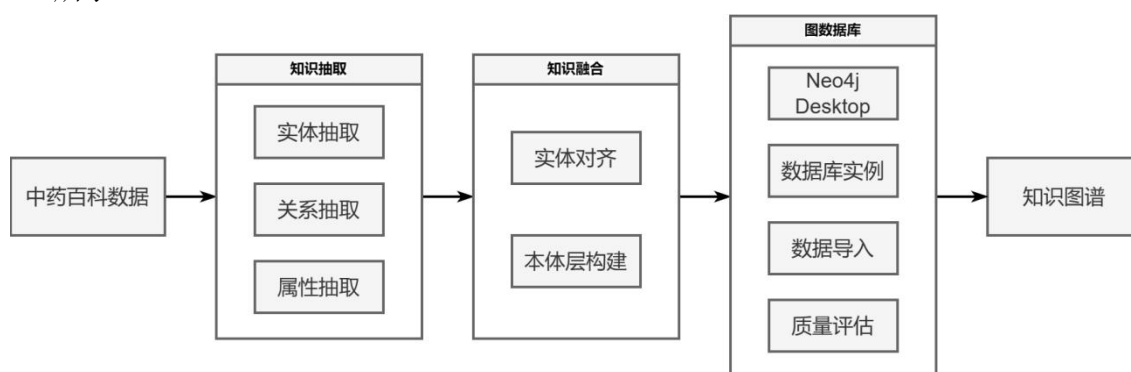 中药百科数据
知识抽取
实体抽取
关系抽取
属性抽取
知识融合
实体对齐
本体层构建
图数据库
Neo4j
Desktop
数据库实例
数据导入
质量评估
知识图谱